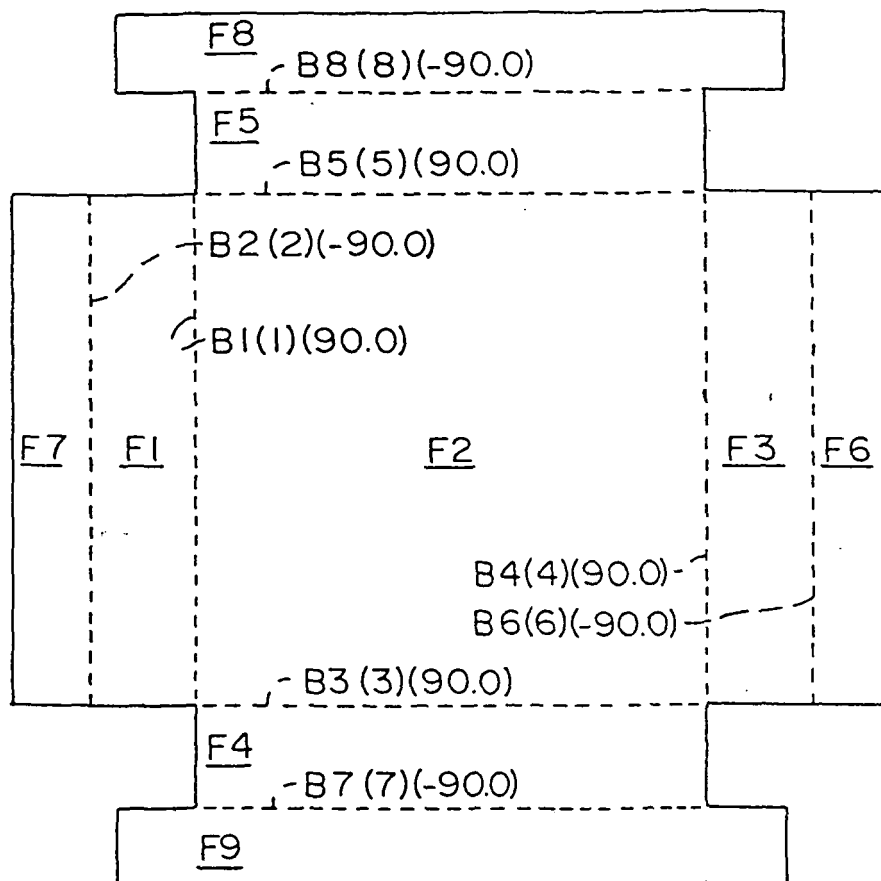 F8
B8(8)(-90.0)
F5
B5(5)(90.0)
B2(2)(-90.0)
B1(1)(90.0)
F7 F1 F2 F3 F6
B4(4)(90.0)
B6(6)(-90.0)
B3(3)(90.0)
F4
B7(7)(-90.0)
F9